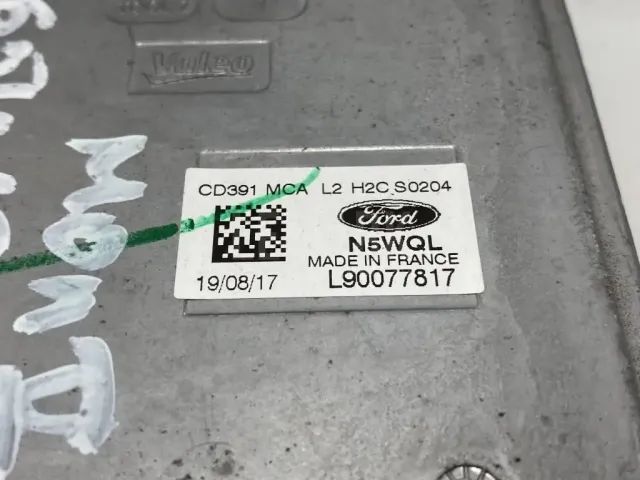 Valeo
CD391 MCA L2 H2C S0204
Ford
N5WQL
MADE IN FRANCE
19/08/17 L90077817